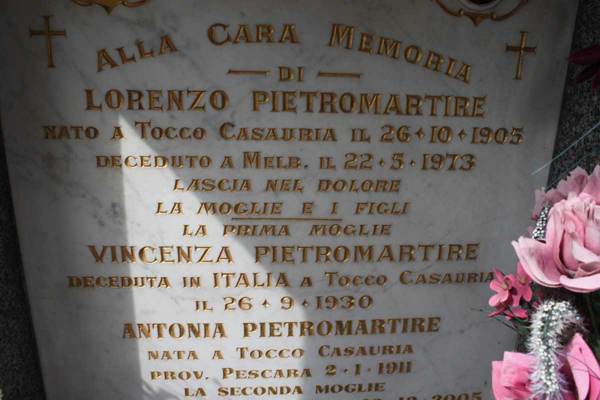 ALLA CARA MEMORIA
DI
LORENZO PIETROMARTIRE
NATO A TOCCO CASAURIA IL 26·10·1905
DECEDUTO A MELB. IL 22·5·1973
LASCIA NEL DOLORE
LA MOGLIE E I FIGLI
LA PRIMA MOGLIE
VINCENZA PIETROMARTIRE
DECEDUTA IN ITALIA A TOCCO CASAURIA
IL 26·9·1930
ANTONIA PIETROMARTIRE
NATA A TOCCO CASAURIA
PROV. PESCARA 2·1·1911
LA SECONDA MOGLIE